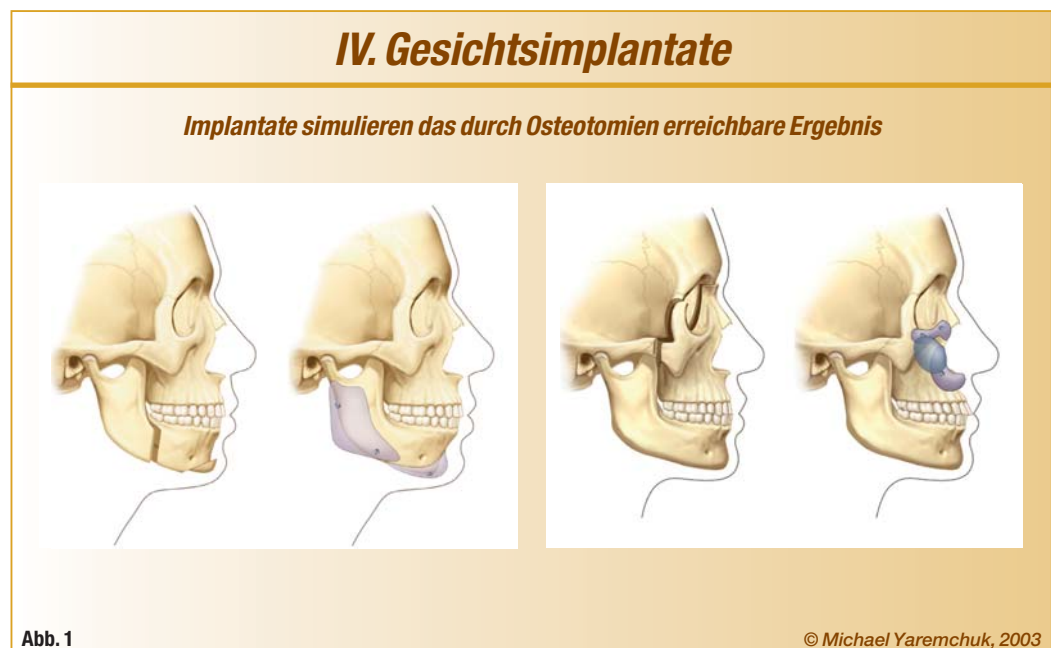 IV. Gesichtsimplantate
Implantate simulieren das durch Osteotomien erreichbare Ergebnis
Abb. 1
© Michael Yaremchuk, 2003